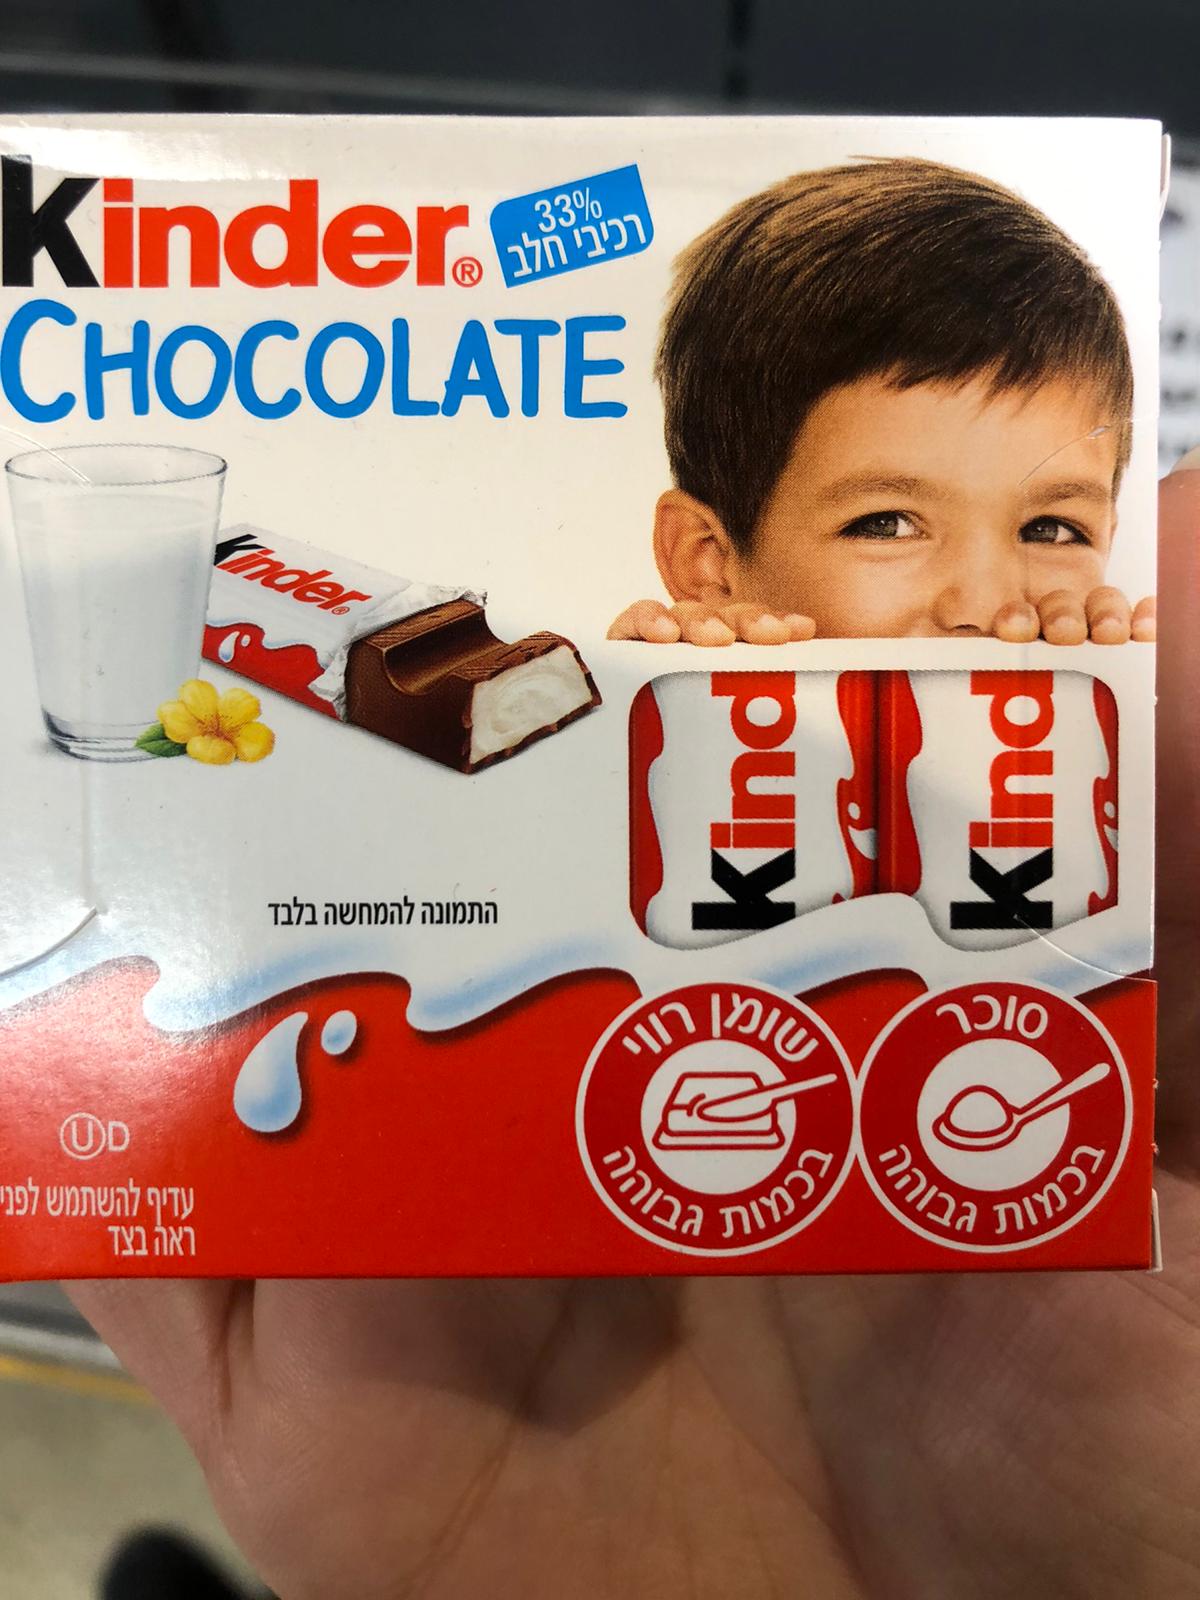 Kinder®
33%
רכיבי חלב
CHOCOLATE
Kinder®
Kind
Kind
התמונה להמחשה בלבד
שומן רווי
בכמות גבוהה
סוכר
בכמות גבוהה
UD
עדיף להשתמש לפני
ראה בצד